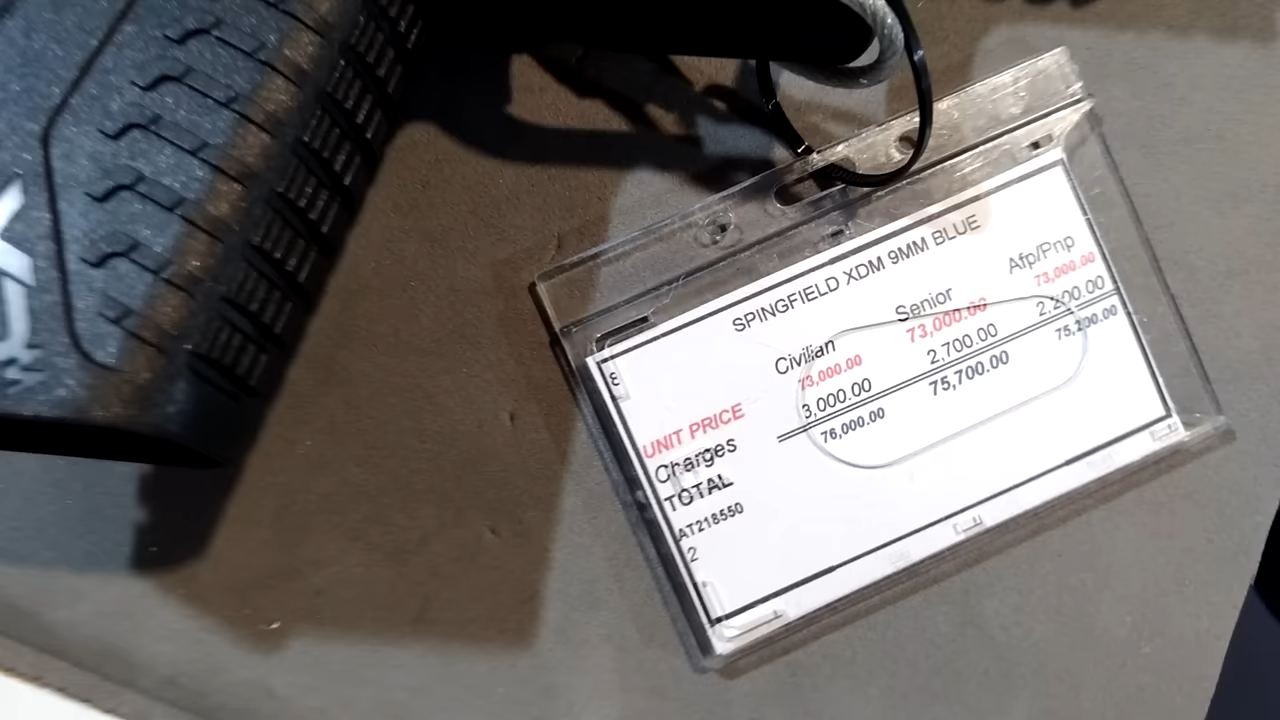 SPINGFIELD XDM 9MM BLUE
3
Civilian Senior Afp/Pnp
UNIT PRICE 73,000.00 73,000.00 73,000.00
Charges 3,000.00 2,700.00 2,200.00
TOTAL 76,000.00 75,700.00 75,200.00
AT218550
2